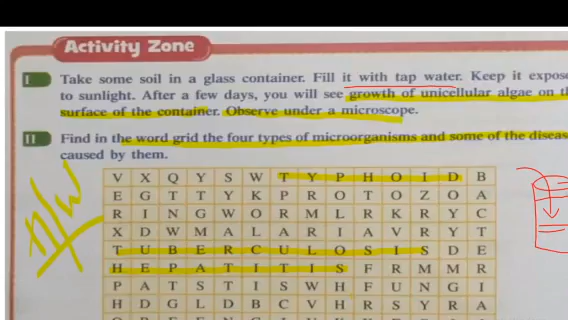 Activity Zone
I Take some soil in a glass container. Fill it with tap water. Keep it expos
to sunlight. After a few days, you will see growth of unicellular algae on th
surface of the container. Observe under a microscope.
II Find in the word grid the four types of microorganisms and some of the diseas
caused by them.
V X Q Y S W T Y P H O I D B
E G T T Y K P R O T O Z O A
R I N G W O R M L R K R Y C
X D W M A L A R I A V R Y T
T U B E R C U L O S I S D E
H E P A T I T I S F R M M R
P A T S T I S W H F U N G I
H D G L D B C V H R S Y R A
H/W